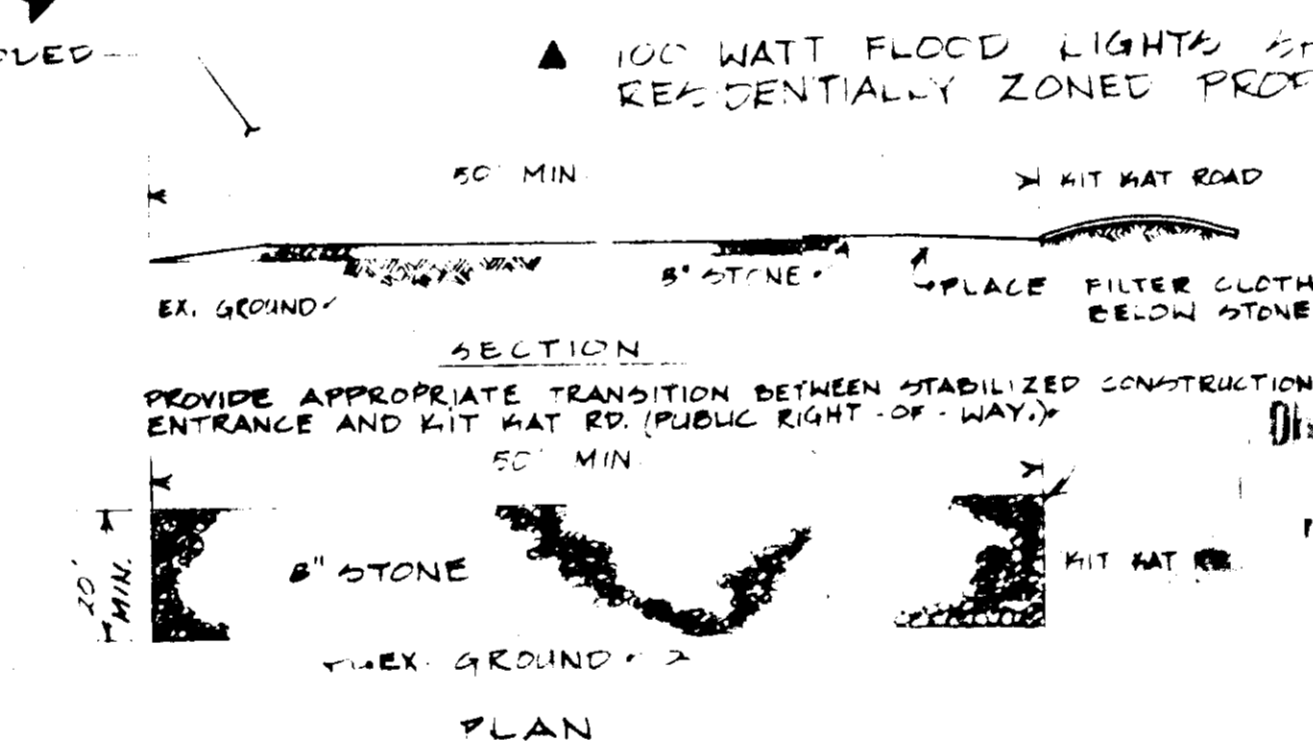 100 WATT FLOOD LIGHTS
RESIDENTIALLY ZONED
50' MIN.
KIT KAT ROAD
8" STONE
PLACE FILTER CLOTH
BELOW STONE
EX. GROUND
SECTION
PROVIDE APPROPRIATE TRANSITION BETWEEN STABILIZED CONSTRUCTION
ENTRANCE AND KIT KAT RD. (PUBLIC RIGHT-OF-WAY.)
50' MIN.
20' MIN.
8" STONE
KIT KAT RD.
EX. GROUND
PLAN